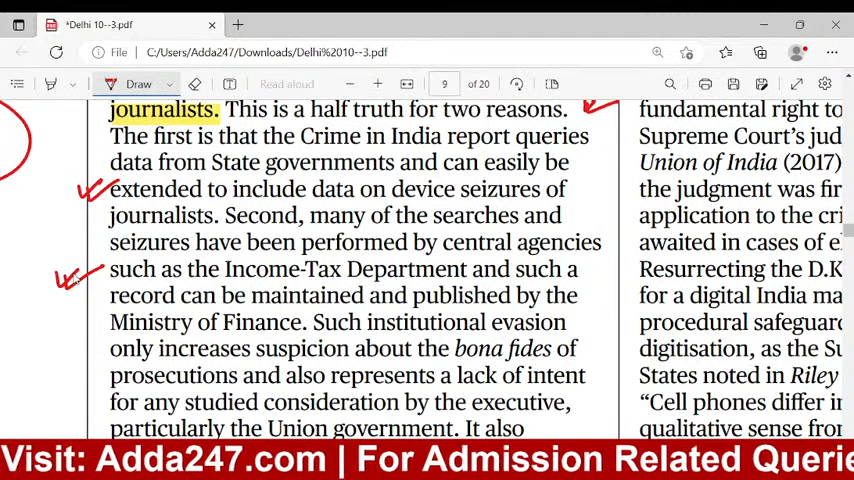 *Delhi 10--3.pdf
File
C:/Users/Adda247/Downloads/Delhi%2010--3.pdf
Draw
Read aloud
9
of 20
journalists. This is a half truth for two reasons.
The first is that the Crime in India report queries
data from State governments and can easily be
extended to include data on device seizures of
journalists. Second, many of the searches and
seizures have been performed by central agencies
such as the Income-Tax Department and such a
record can be maintained and published by the
Ministry of Finance. Such institutional evasion
only increases suspicion about the bona fides of
prosecutions and also represents a lack of intent
for any studied consideration by the executive,
particularly the Union government. It also
fundamental right to
Supreme Court's jud
Union of India (2017)
the judgment was fir
application to the cri
awaited in cases of el
Resurrecting the D.K
for a digital India ma
procedural safeguard
digitisation, as the Su
States noted in Riley
"Cell phones differ in
qualitative sense from
Visit: Adda247.com | For Admission Related Querie